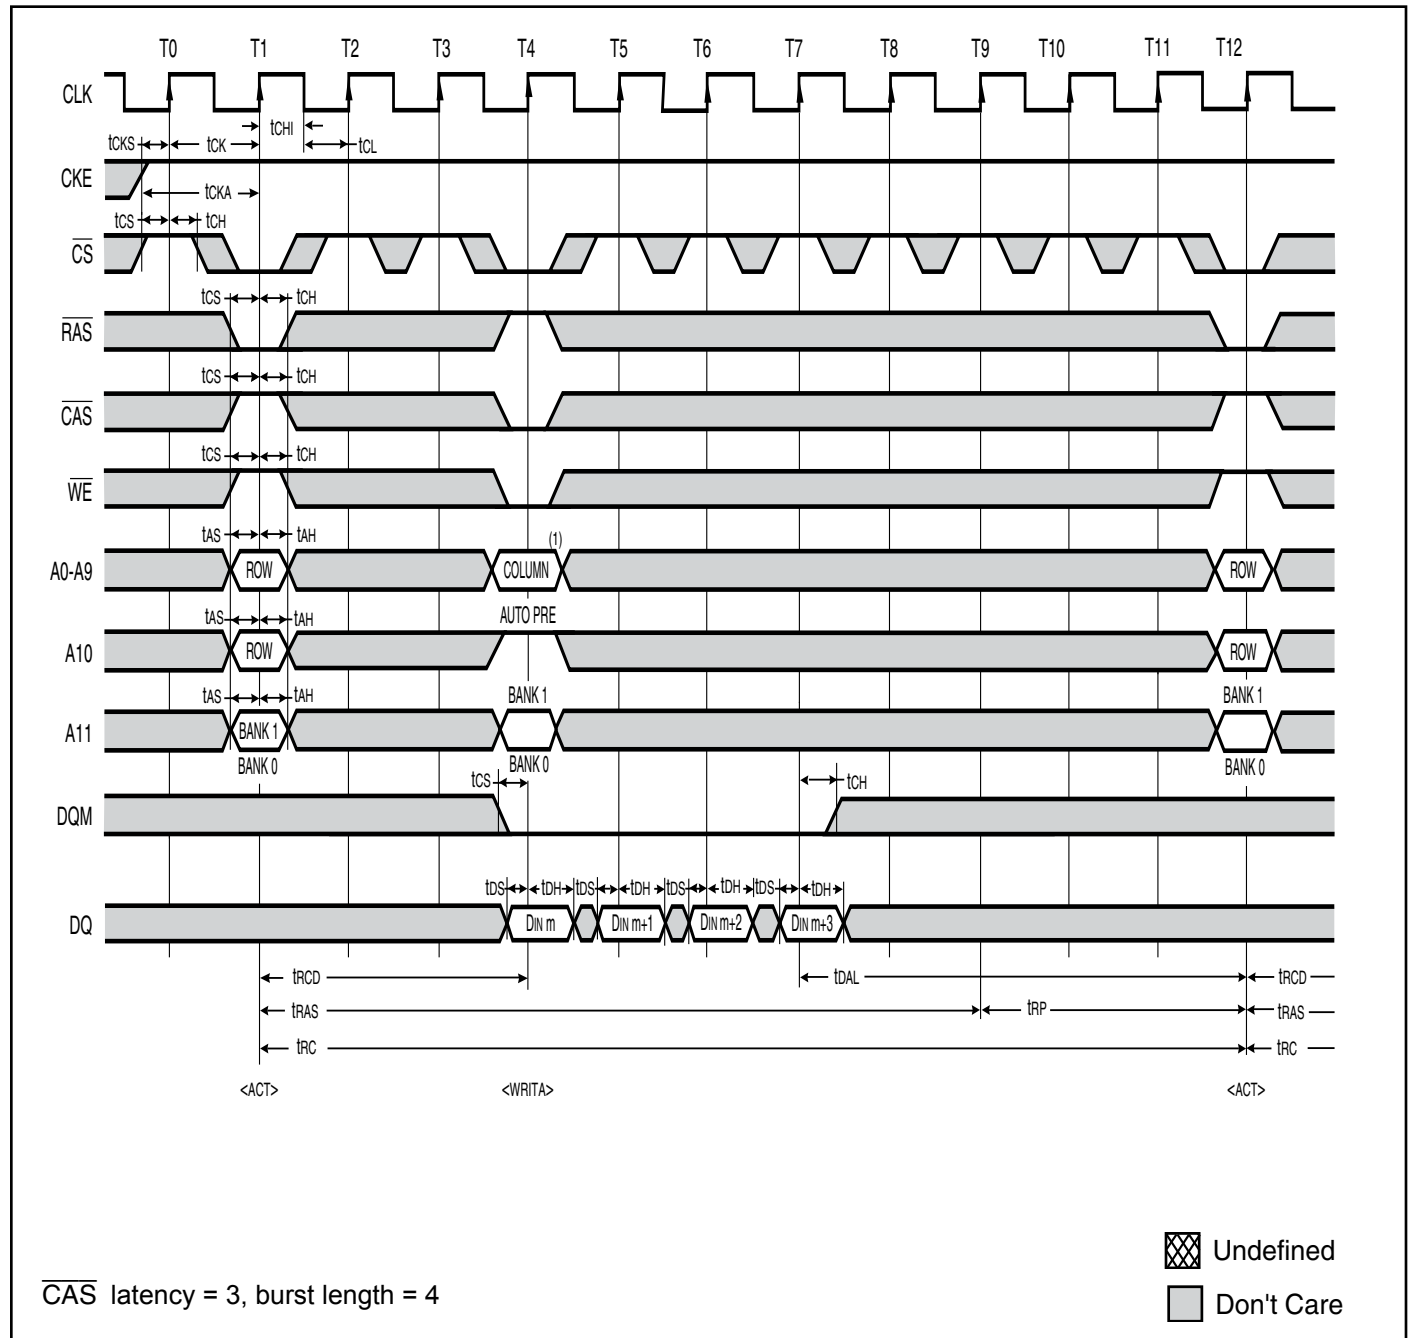 T0 T1 T2 T3 T4 T5 T6 T7 T8 T9 T10 T11 T12
CLK
tCHI
tCKS tCK tCL
CKE
tCKA
tCS tCH
CS
tCS tCH
RAS
tCS tCH
CAS
tCS tCH
WE
tAS tAH (1)
A0-A9 ROW COLUMN ROW
tAS tAH AUTO PRE
A10 ROW ROW
tAS tAH BANK 1 BANK 1
A11 BANK 1
BANK 0 BANK 0 BANK 0
tCS tCH
DQM
tDS tDH tDS tDH tDS tDH tDS tDH
DQ DIN m DIN m+1 DIN m+2 DIN m+3
tRCD tDAL tRCD
tRAS tRP tRAS
tRC tRC
<ACT> <WRITA> <ACT>
Undefined
CAS latency = 3, burst length = 4
Don't Care